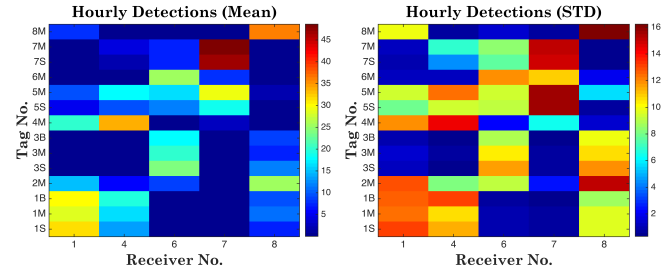 Hourly Detections (Mean)
Tag No.
8M
7M
7S
6M
5M
5S
4M
3B
3M
3S
2M
1B
1M
1S
1 4 6 7 8
Receiver No.
45
40
35
30
25
20
15
10
5
Hourly Detections (STD)
Tag No.
8M
7M
7S
6M
5M
5S
4M
3B
3M
3S
2M
1B
1M
1S
1 4 6 7 8
Receiver No.
16
14
12
10
8
6
4
2